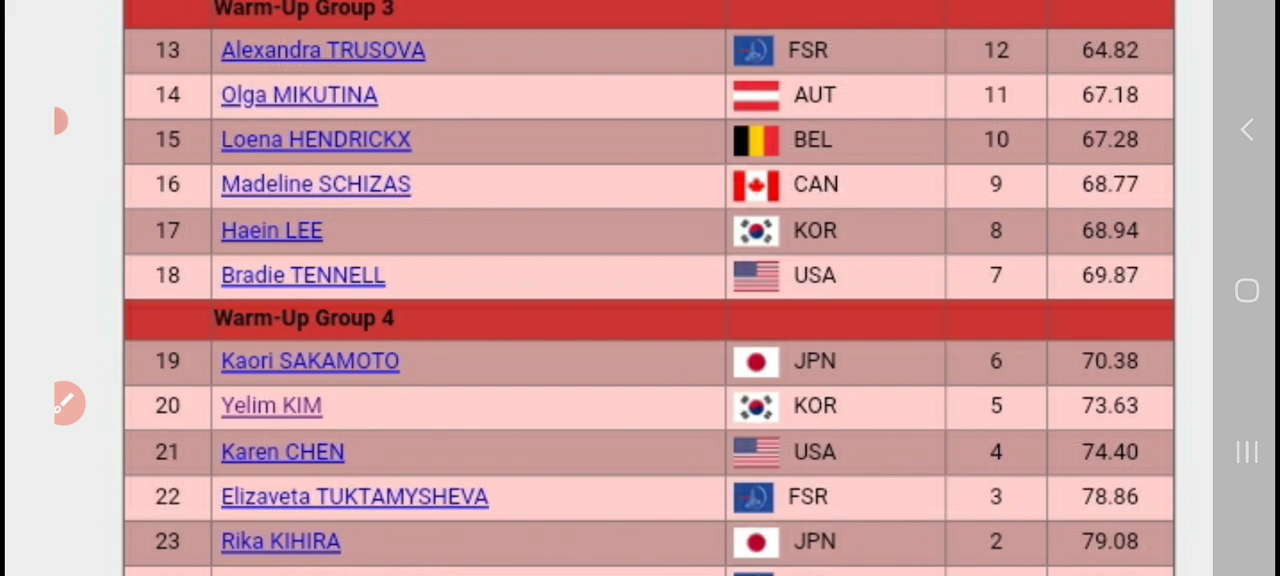 Warm-Up Group 3
13 Alexandra TRUSOVA FSR 12 64.82
14 Olga MIKUTINA AUT 11 67.18
15 Loena HENDRICKX BEL 10 67.28
16 Madeline SCHIZAS CAN 9 68.77
17 Haein LEE KOR 8 68.94
18 Bradie TENNELL USA 7 69.87
Warm-Up Group 4
19 Kaori SAKAMOTO JPN 6 70.38
20 Yelim KIM KOR 5 73.63
21 Karen CHEN USA 4 74.40
22 Elizaveta TUKTAMYSHEVA FSR 3 78.86
23 Rika KIHIRA JPN 2 79.08